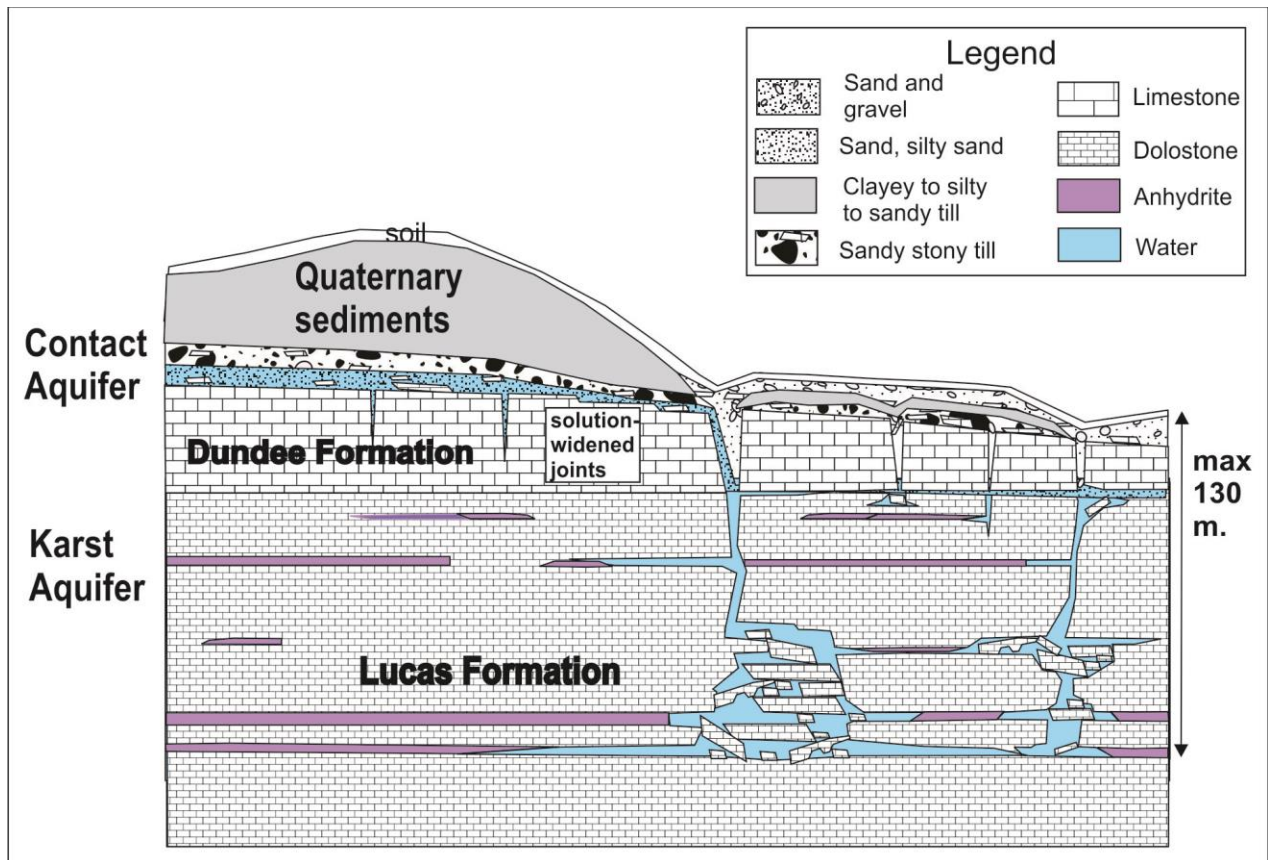 Legend
Sand and
gravel
Sand, silty sand
Clayey to silty
to sandy till
Sandy stony till
Limestone
Dolostone
Anhydrite
Water
soil
Quaternary
sediments
Contact
Aquifer
solution-
widened
joints
Dundee Formation
max
130
m.
Karst
Aquifer
Lucas Formation